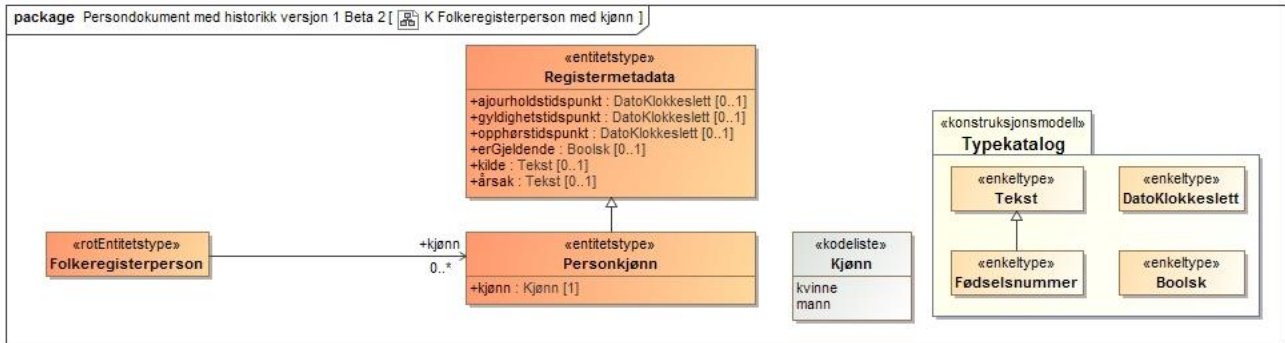 package Persondokument med historikk versjon 1 Beta 2 [ K Folkeregisterperson med kjønn ]
«entitetstype»
Registermetadata
+ajourholdstidspunkt : DatoKlokkeslett [0..1]
+gyldighetstidspunkt : DatoKlokkeslett [0..1]
+opphørstidspunkt : DatoKlokkeslett [0..1]
+erGjeldende : Boolsk [0..1]
+kilde : Tekst [0..1]
+årsak : Tekst [0..1]
«rotEntitetstype»
Folkeregisterperson
+kjønn
0..*
«entitetstype»
Personkjønn
+kjønn : Kjønn [1]
«kodeliste»
Kjønn
kvinne
mann
«konstruksjonsmodell»
Typekatalog
«enkeltype»
Tekst
«enkeltype»
DatoKlokkeslett
«enkeltype»
Fødselsnummer
«enkeltype»
Boolsk